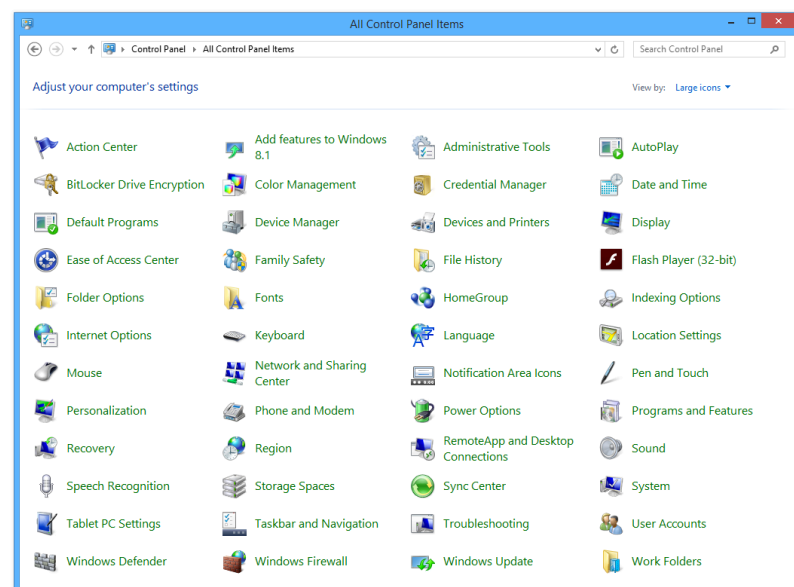 All Control Panel Items
Control Panel All Control Panel Items Search Control Panel
Adjust your computer's settings View by: Large icons
Action Center
Add features to Windows
8.1
Administrative Tools
AutoPlay
BitLocker Drive Encryption
Color Management
Credential Manager
Date and Time
Default Programs
Device Manager
Devices and Printers
Display
Ease of Access Center
Family Safety
File History
Flash Player (32-bit)
Folder Options
Fonts
HomeGroup
Indexing Options
Internet Options
Keyboard
Language
Location Settings
Mouse
Network and Sharing
Center
Notification Area Icons
Pen and Touch
Personalization
Phone and Modem
Power Options
Programs and Features
Recovery
Region
RemoteApp and Desktop
Connections
Sound
Speech Recognition
Storage Spaces
Sync Center
System
Tablet PC Settings
Taskbar and Navigation
Troubleshooting
User Accounts
Windows Defender
Windows Firewall
Windows Update
Work Folders